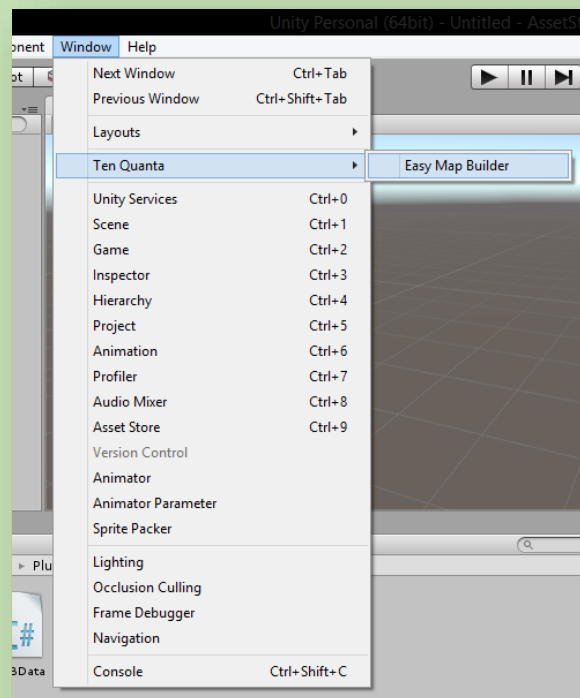 Unity Personal (64bit) - Untitled - AssetSt
onent Window Help
ot
Next Window Ctrl+Tab
Previous Window Ctrl+Shift+Tab
Layouts
Ten Quanta Easy Map Builder
Unity Services Ctrl+0
Scene Ctrl+1
Game Ctrl+2
Inspector Ctrl+3
Hierarchy Ctrl+4
Project Ctrl+5
Animation Ctrl+6
Profiler Ctrl+7
Audio Mixer Ctrl+8
Asset Store Ctrl+9
Version Control
Animator
Animator Parameter
Sprite Packer
Lighting
Plu
Occlusion Culling
Frame Debugger
C#
Navigation
BData
Console Ctrl+Shift+C